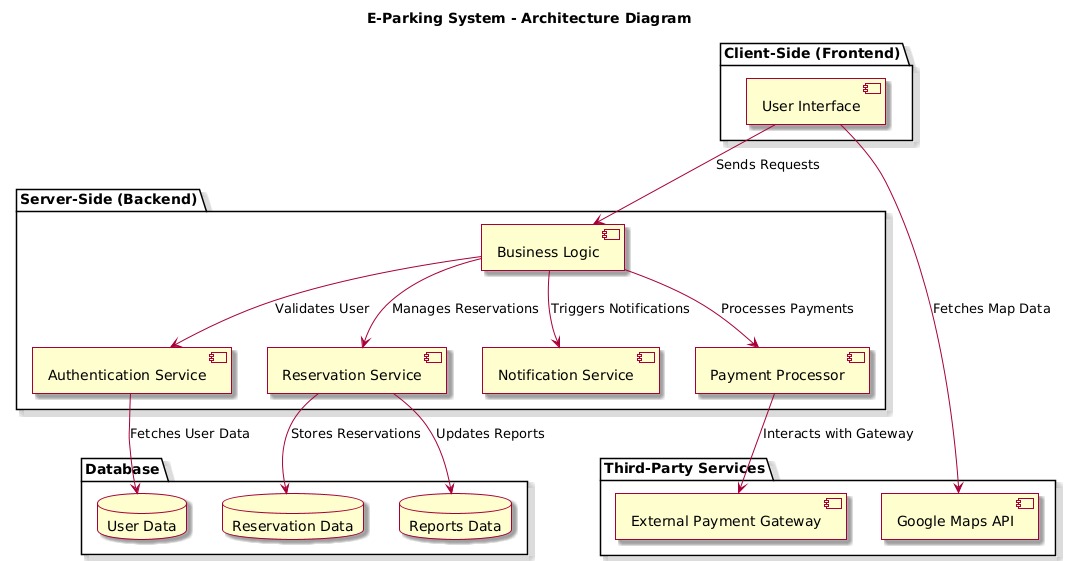 E-Parking System - Architecture Diagram
Client-Side (Frontend)
User Interface
Sends Requests
Server-Side (Backend)
Business Logic
Validates User
Manages Reservations
Triggers Notifications
Processes Payments
Fetches Map Data
Authentication Service
Reservation Service
Notification Service
Payment Processor
Fetches User Data
Stores Reservations
Updates Reports
Interacts with Gateway
Database
Third-Party Services
User Data
Reservation Data
Reports Data
External Payment Gateway
Google Maps API